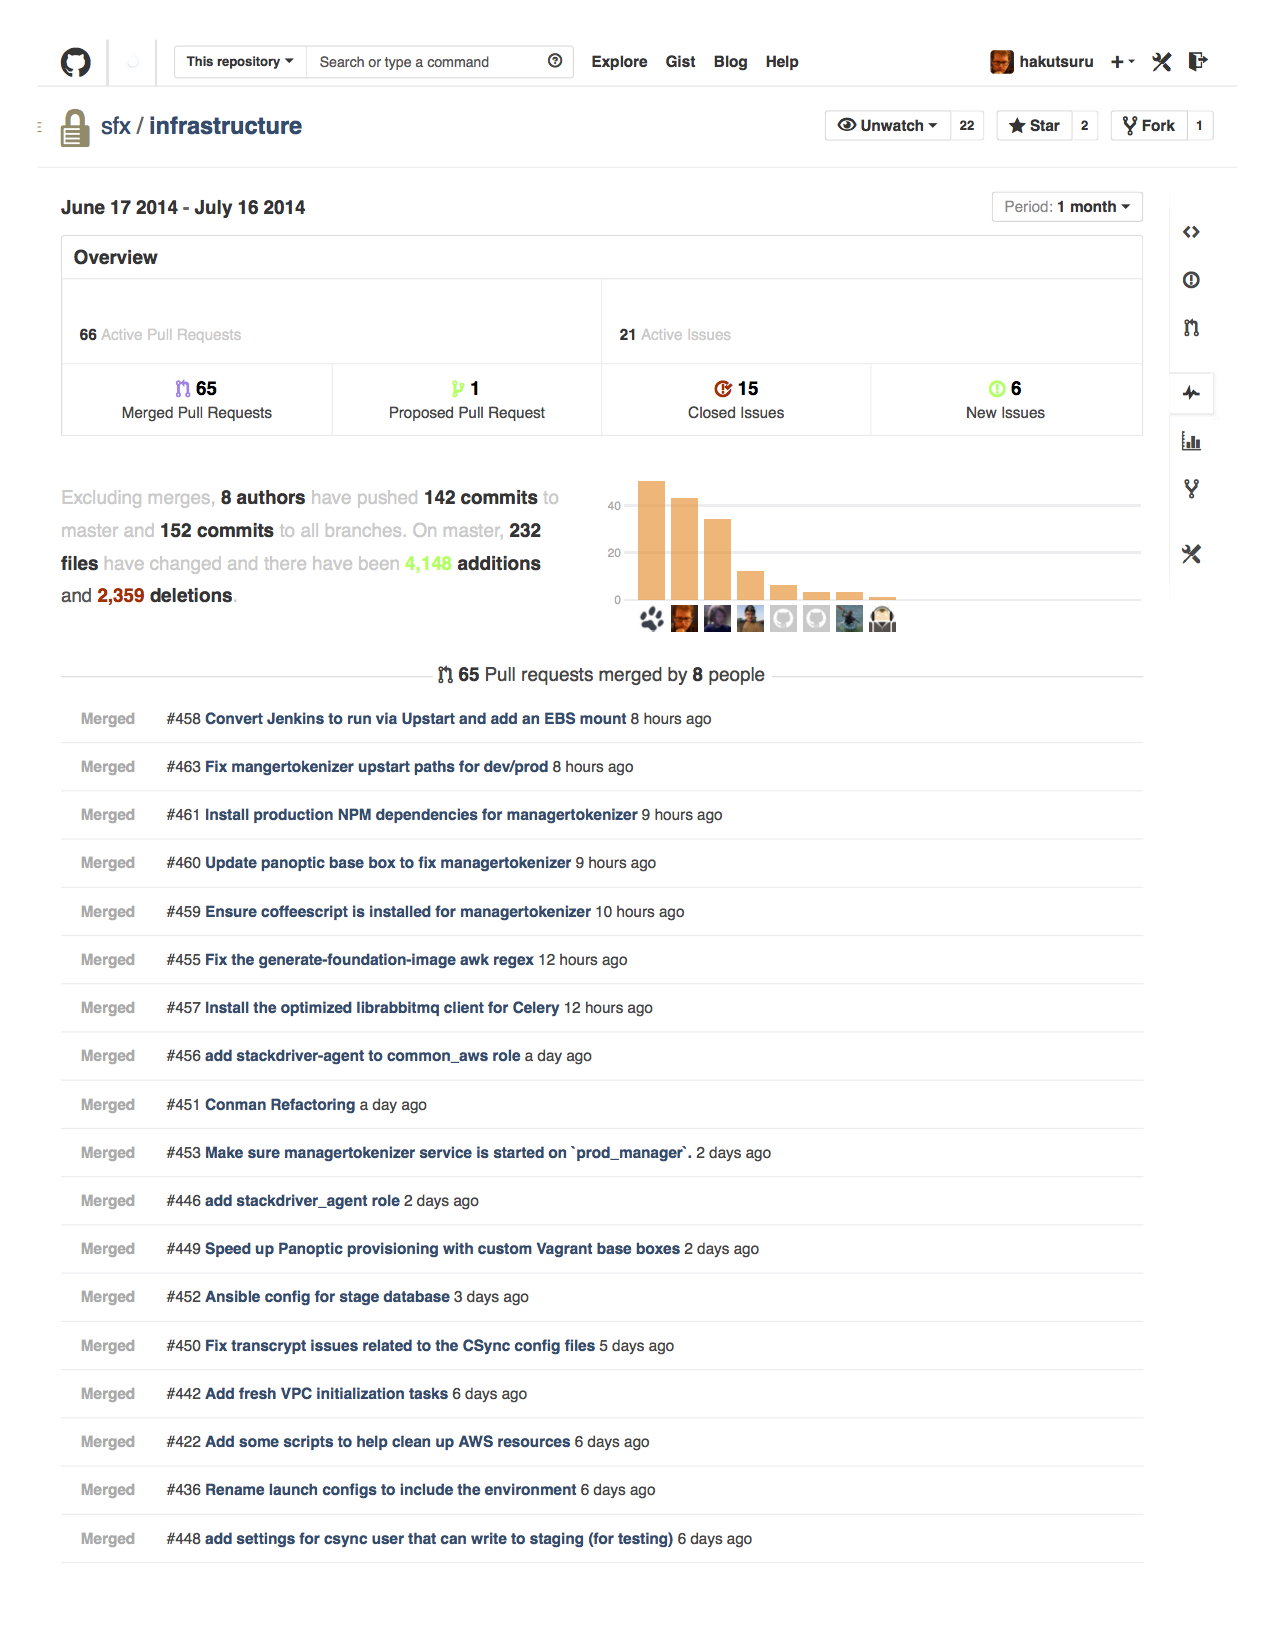 This repository Search or type a command Explore Gist Blog Help hakutsuru
sfx / infrastructure Unwatch 22 Star 2 Fork 1
June 17 2014 - July 16 2014 Period: 1 month
Overview
66 Active Pull Requests 21 Active Issues
65 1 15 6
Merged Pull Requests Proposed Pull Request Closed Issues New Issues
Excluding merges, 8 authors have pushed 142 commits to
master and 152 commits to all branches. On master, 232
files have changed and there have been 4,148 additions
and 2,359 deletions.
40
20
0
65 Pull requests merged by 8 people
Merged #458 Convert Jenkins to run via Upstart and add an EBS mount 8 hours ago
Merged #463 Fix mangertokenizer upstart paths for dev/prod 8 hours ago
Merged #461 Install production NPM dependencies for managertokenizer 9 hours ago
Merged #460 Update panoptic base box to fix managertokenizer 9 hours ago
Merged #459 Ensure coffeescript is installed for managertokenizer 10 hours ago
Merged #455 Fix the generate-foundation-image awk regex 12 hours ago
Merged #457 Install the optimized librabbitmq client for Celery 12 hours ago
Merged #456 add stackdriver-agent to common_aws role a day ago
Merged #451 Conman Refactoring a day ago
Merged #453 Make sure managertokenizer service is started on `prod_manager`. 2 days ago
Merged #446 add stackdriver_agent role 2 days ago
Merged #449 Speed up Panoptic provisioning with custom Vagrant base boxes 2 days ago
Merged #452 Ansible config for stage database 3 days ago
Merged #450 Fix transcrypt issues related to the CSync config files 5 days ago
Merged #442 Add fresh VPC initialization tasks 6 days ago
Merged #422 Add some scripts to help clean up AWS resources 6 days ago
Merged #436 Rename launch configs to include the environment 6 days ago
Merged #448 add settings for csync user that can write to staging (for testing) 6 days ago